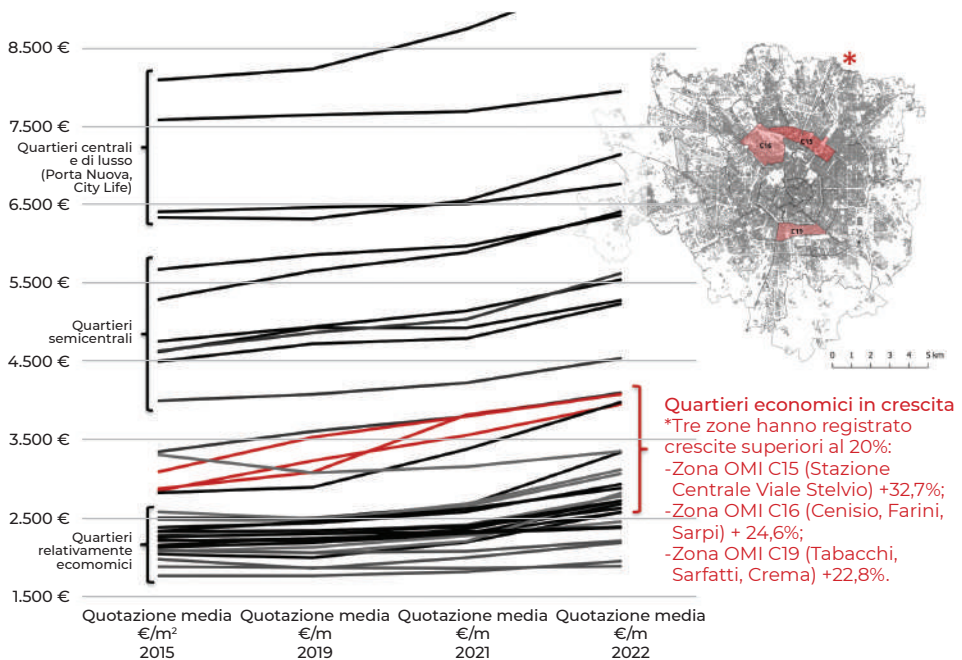 8.500 €
7.500 €
Quartieri centrali
e di lusso
(Porta Nuova,
City Life)
6.500 €
5.500 €
Quartieri
semicentrali
4.500 €
3.500 €
2.500 €
Quartieri
relativamente
ecomomici
1.500 €
Quotazione media
€/m²
2015
Quotazione media
€/m
2019
Quotazione media
€/m
2021
Quotazione media
€/m
2022
*
C16
C15
C19
0 1 2 3 4 5 km
Quartieri economici in crescita
*Tre zone hanno registrato
crescite superiori al 20%:
-Zona OMI C15 (Stazione
Centrale Viale Stelvio) +32,7%;
-Zona OMI C16 (Cenisio, Farini,
Sarpi) + 24,6%;
-Zona OMI C19 (Tabacchi,
Sarfatti, Crema) +22,8%.